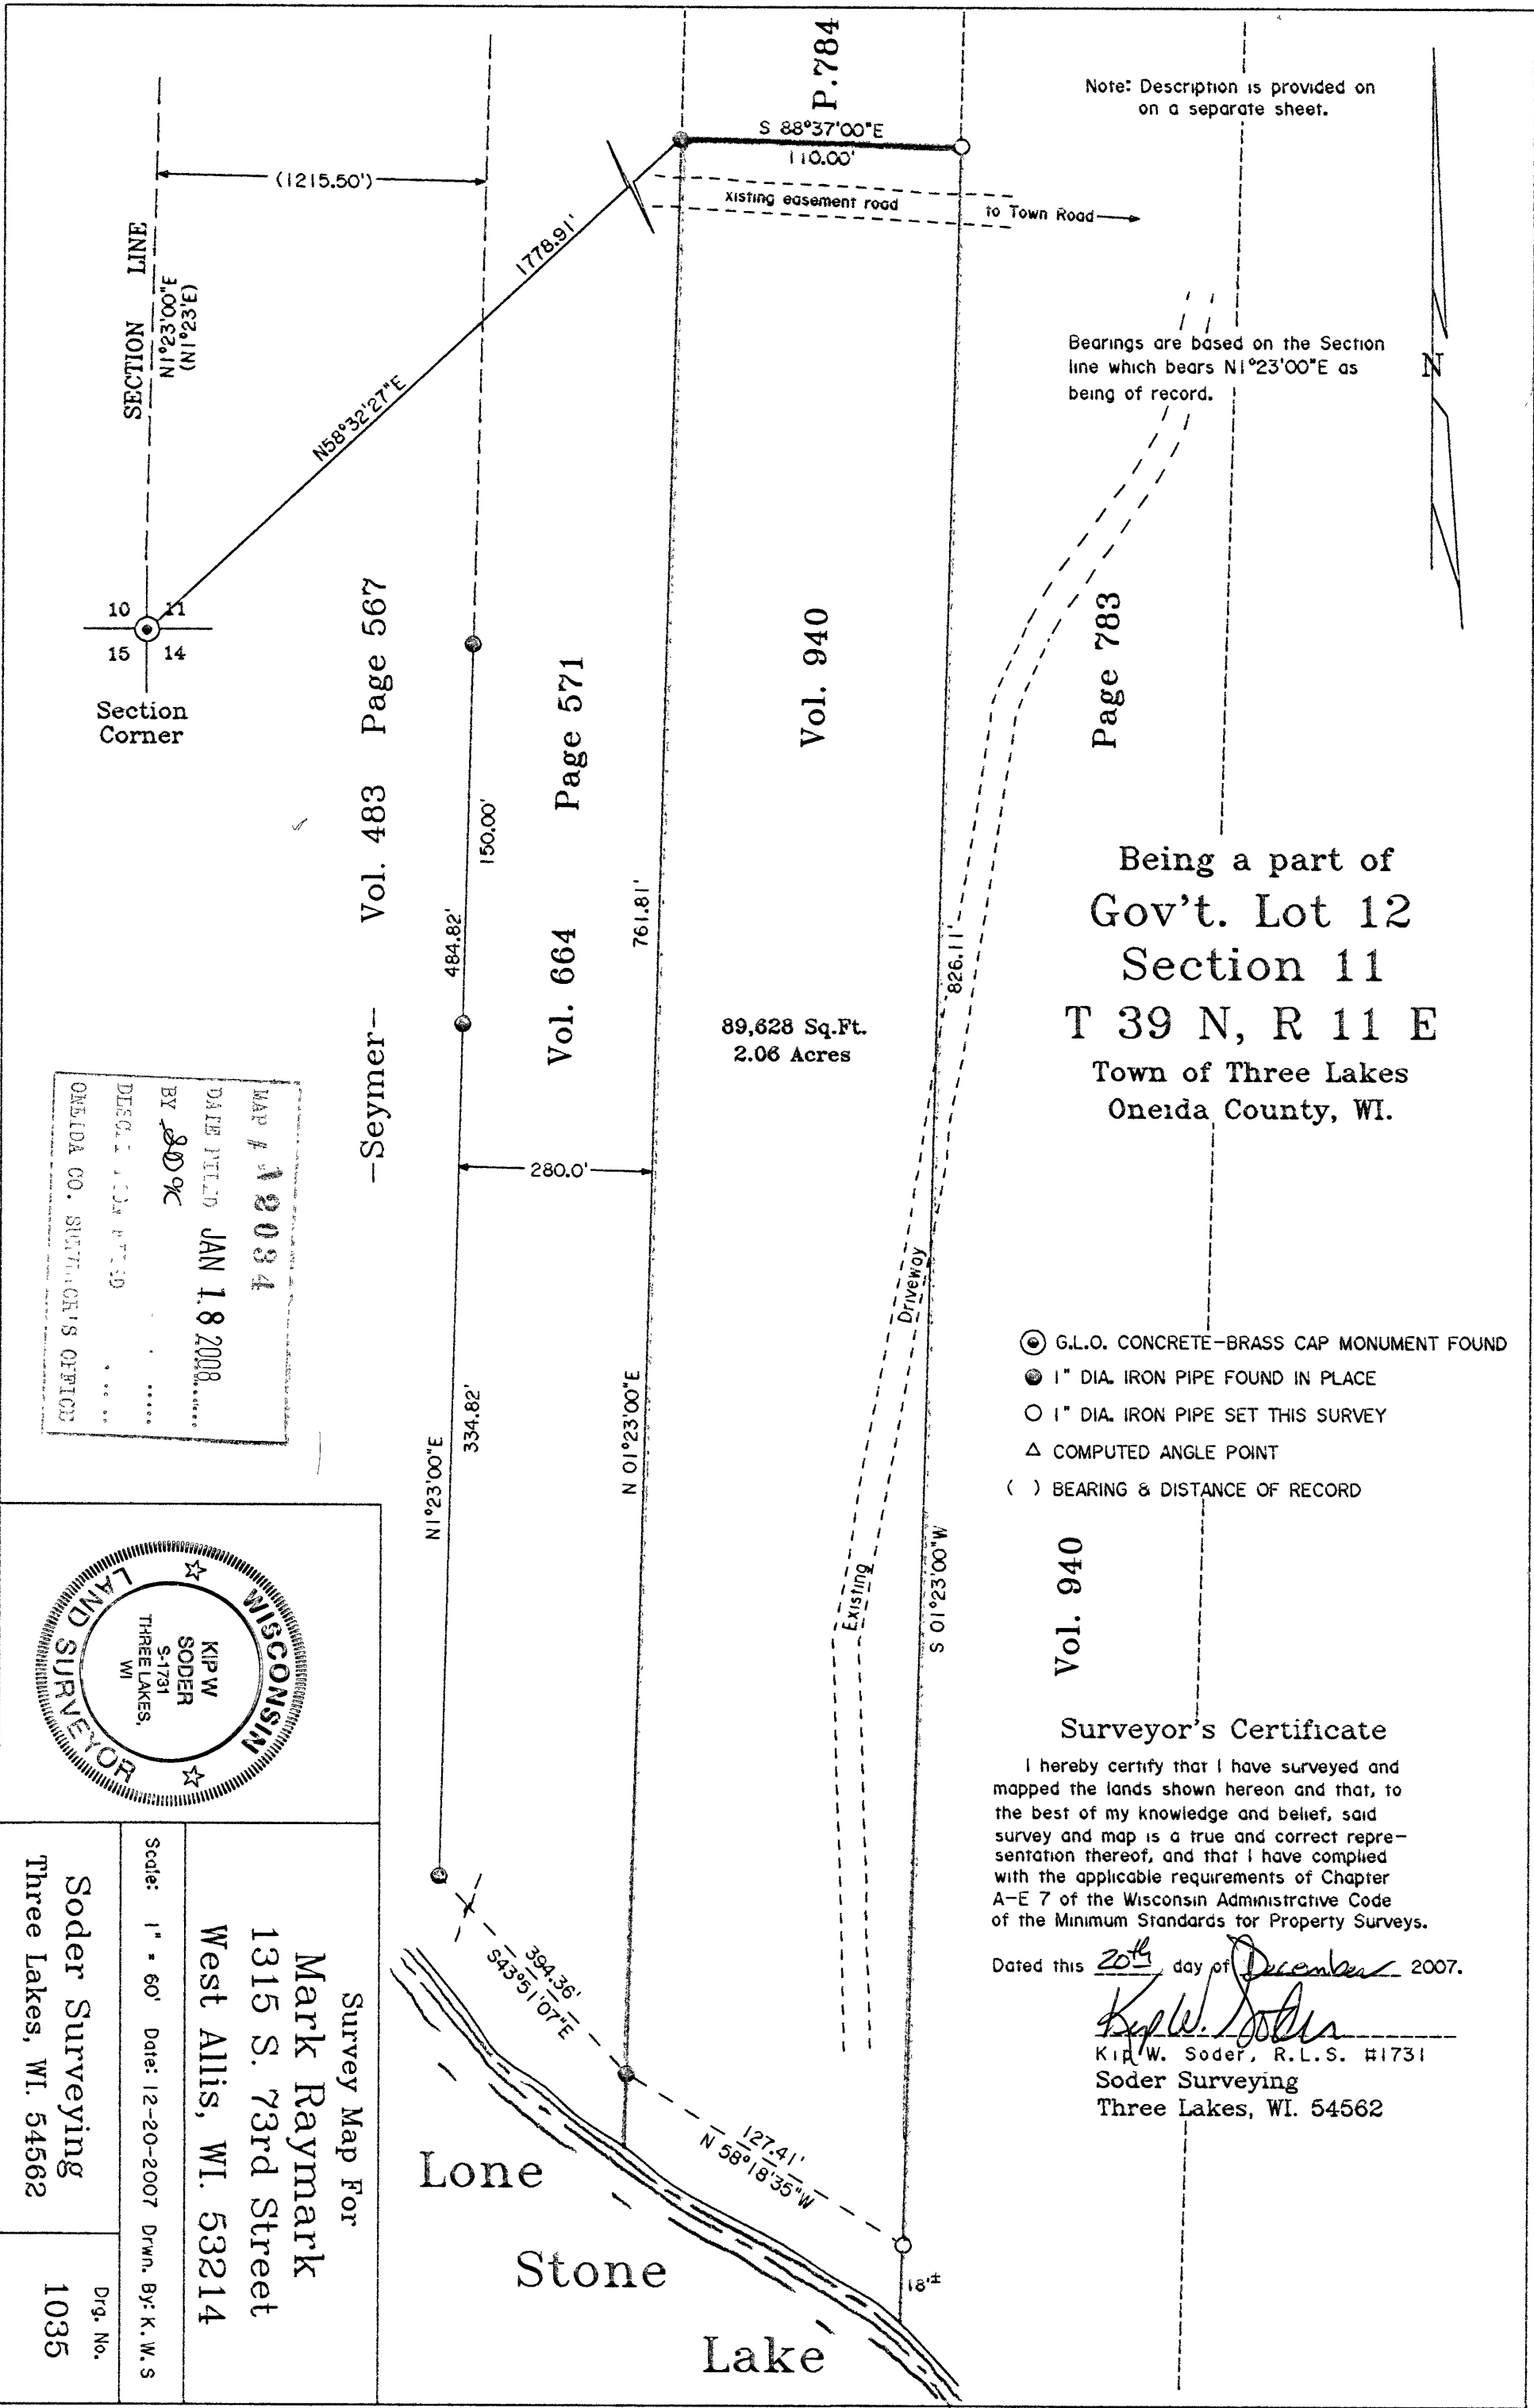 P.784
Note: Description is provided on
on a separate sheet.
S 88°37'00"E
110.00'
(1215.50')
xisting easement road
to Town Road
1778.91'
SECTION LINE
N1°23'00"E
(N1°23'E)
Bearings are based on the Section
line which bears N1°23'00"E as
being of record.
N
N58°32'27"E
10 11
15 14
Section
Corner
-Seymer- Vol. 483 Page 567
Vol. 664 Page 571
Vol. 940
Page 783
150.00'
484.82'
761.81'
826.11'
89,628 Sq.Ft.
2.06 Acres
Being a part of
Gov't. Lot 12
Section 11
T 39 N, R 11 E
Town of Three Lakes
Oneida County, WI.
280.0'
MAP #
DATE FILED JAN 18 2008
BY
ONEIDA CO. SURVEYOR'S OFFICE
Driveway
Existing
G.L.O. CONCRETE-BRASS CAP MONUMENT FOUND
1" DIA. IRON PIPE FOUND IN PLACE
1" DIA. IRON PIPE SET THIS SURVEY
△ COMPUTED ANGLE POINT
( ) BEARING & DISTANCE OF RECORD
334.82'
N1°23'00"E
N 01°23'00"E
S 01°23'00"W
Vol. 940
WISCONSIN
LAND SURVEYOR
KIP W
SODER
S-1731
THREE LAKES,
WI
Surveyor's Certificate
I hereby certify that I have surveyed and
mapped the lands shown hereon and that, to
the best of my knowledge and belief, said
survey and map is a true and correct repre-
sentation thereof, and that I have complied
with the applicable requirements of Chapter
A-E 7 of the Wisconsin Administrative Code
of the Minimum Standards for Property Surveys.
Dated this 20th day of December 2007.
Kip W. Soder
Kip W. Soder, R.L.S. #1731
Soder Surveying
Three Lakes, WI. 54562
394.36'
S43°51'07"E
127.41'
N 58°18'35"W
18'±
Lone
Stone
Lake
Survey Map For
Mark Raymark
1315 S. 73rd Street
West Allis, WI. 53214
Scale: 1" = 60' Date: 12-20-2007 Drwn. By: K.W.S
Soder Surveying
Three Lakes, WI. 54562
Drg. No.
1035